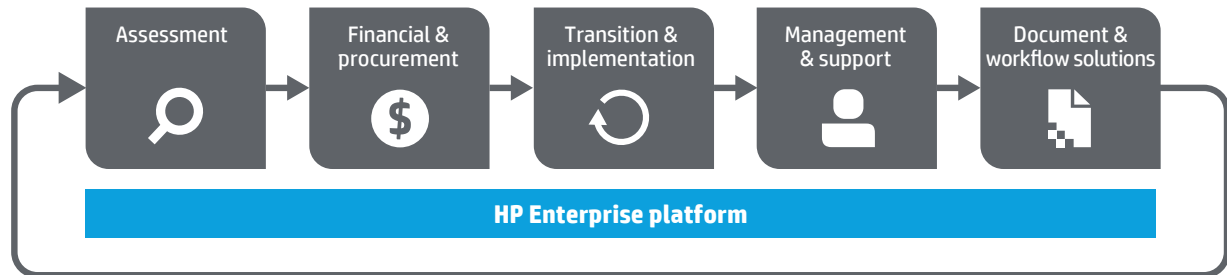 Assessment
Financial &
procurement
$
Transition &
implementation
Management
& support
Document &
workflow solutions
HP Enterprise platform